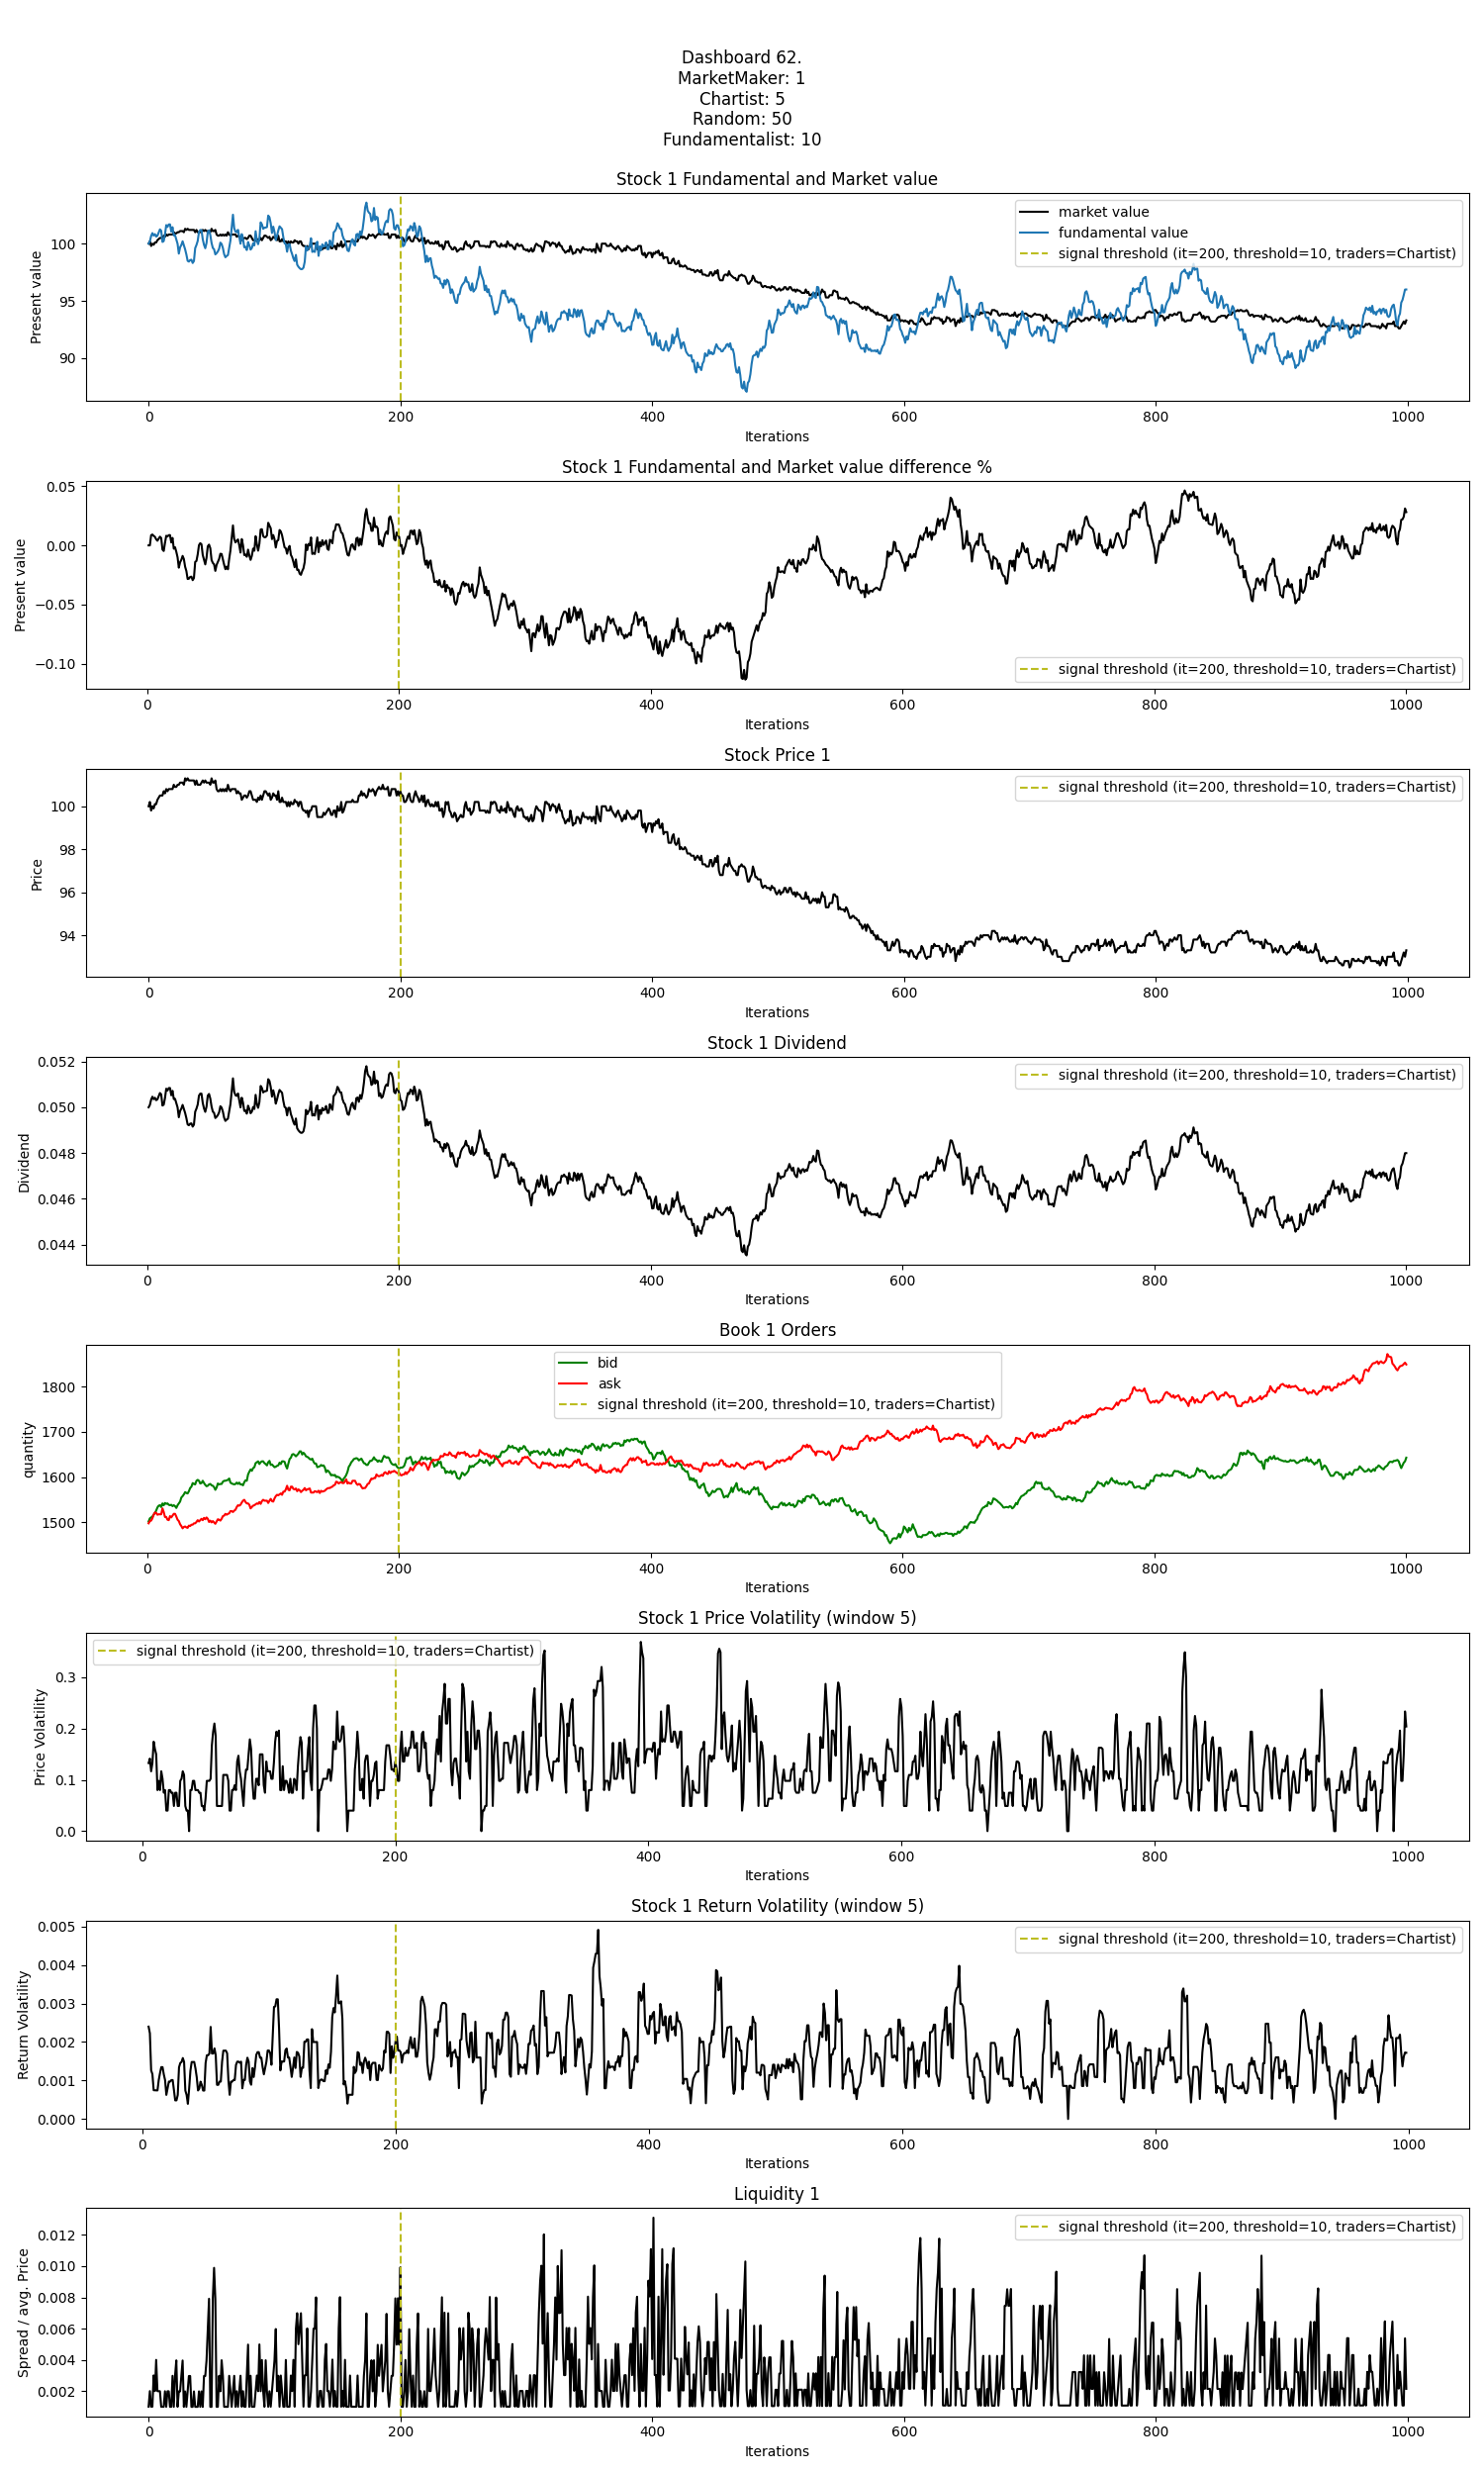 Dashboard 62.
MarketMaker: 1
Chartist: 5
Random: 50
Fundamentalist: 10
Stock 1 Fundamental and Market value
market value
fundamental value
signal threshold (it=200, threshold=10, traders=Chartist)
Present value
100
95
90
0 200 400 600 800 1000
Iterations
Stock 1 Fundamental and Market value difference %
Present value
0.05
0.00
−0.05
−0.10
signal threshold (it=200, threshold=10, traders=Chartist)
0 200 400 600 800 1000
Iterations
Stock Price 1
signal threshold (it=200, threshold=10, traders=Chartist)
Price
100
98
96
94
0 200 400 600 800 1000
Iterations
Stock 1 Dividend
signal threshold (it=200, threshold=10, traders=Chartist)
Dividend
0.052
0.050
0.048
0.046
0.044
0 200 400 600 800 1000
Iterations
Book 1 Orders
bid
ask
signal threshold (it=200, threshold=10, traders=Chartist)
quantity
1800
1700
1600
1500
0 200 400 600 800 1000
Iterations
Stock 1 Price Volatility (window 5)
signal threshold (it=200, threshold=10, traders=Chartist)
Price Volatility
0.3
0.2
0.1
0.0
0 200 400 600 800 1000
Iterations
Stock 1 Return Volatility (window 5)
signal threshold (it=200, threshold=10, traders=Chartist)
Return Volatility
0.005
0.004
0.003
0.002
0.001
0.000
0 200 400 600 800 1000
Iterations
Liquidity 1
signal threshold (it=200, threshold=10, traders=Chartist)
Spread / avg. Price
0.012
0.010
0.008
0.006
0.004
0.002
0 200 400 600 800 1000
Iterations